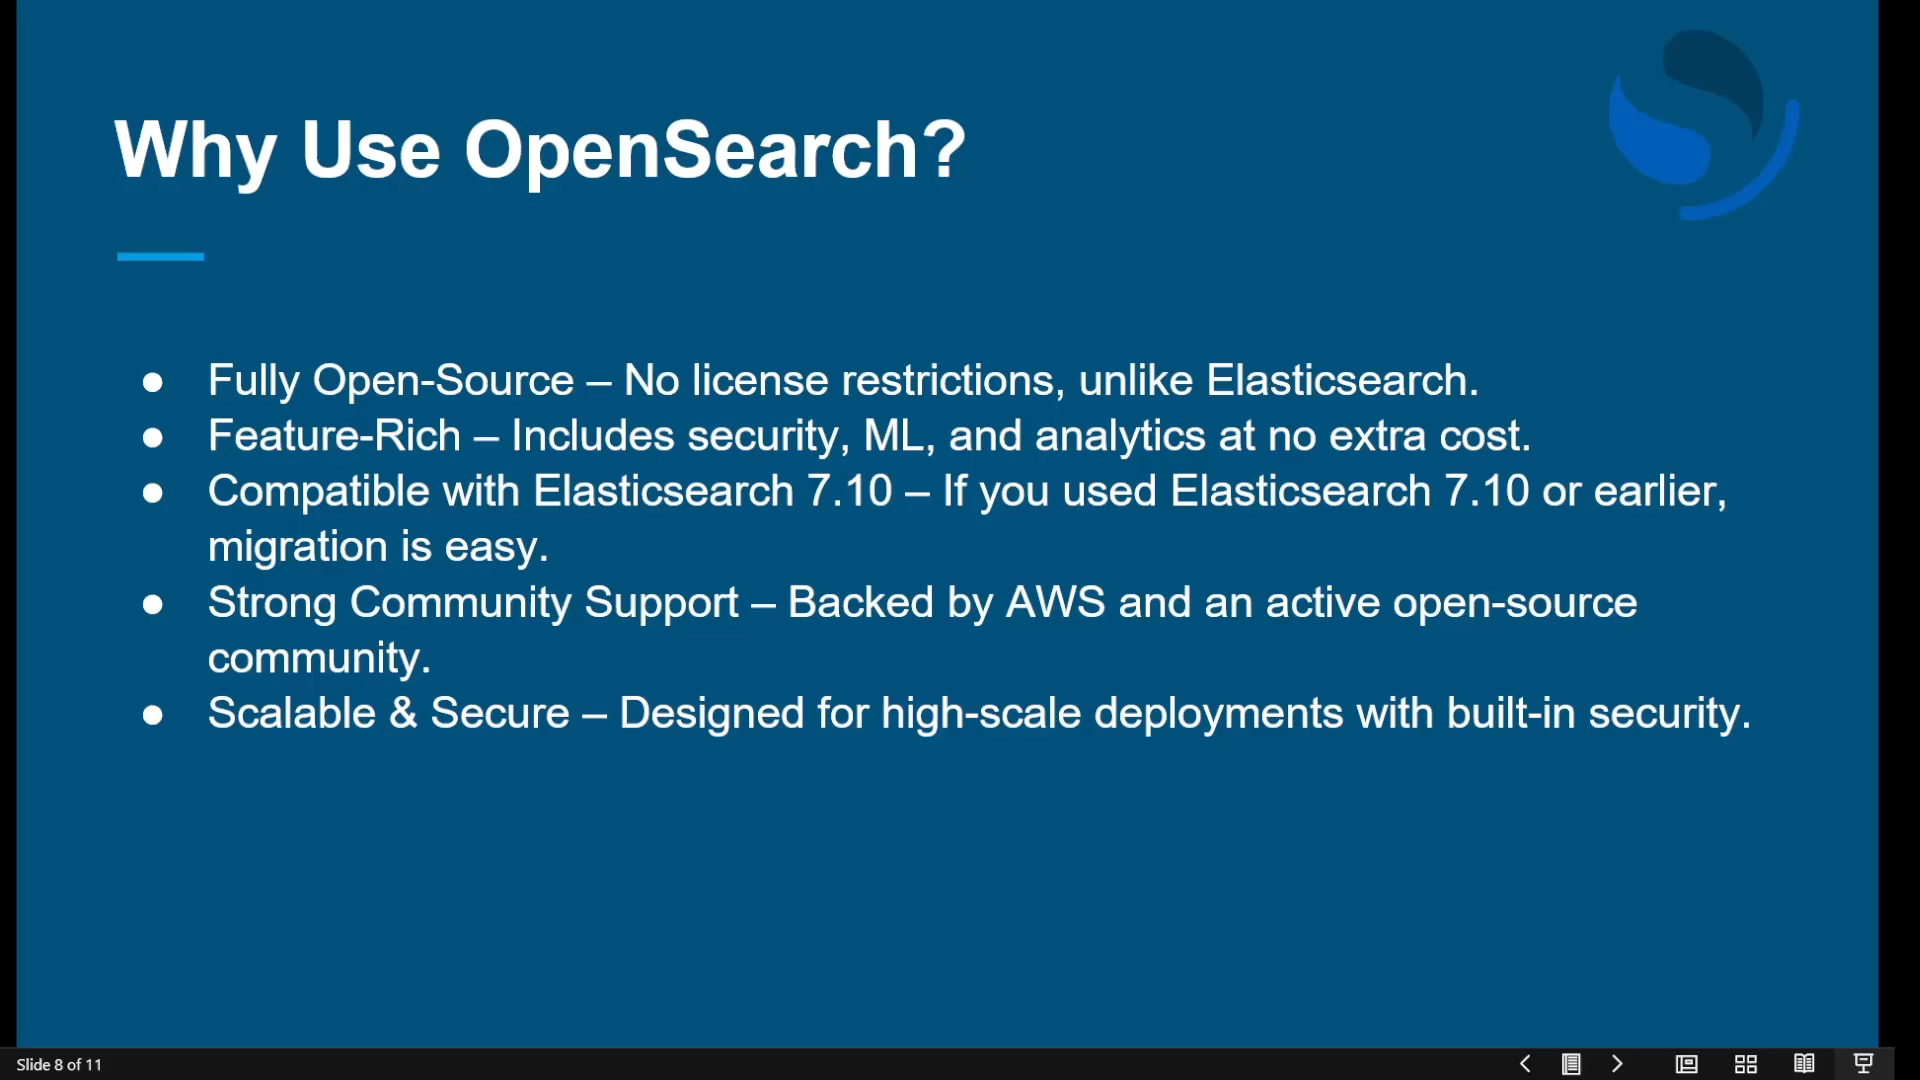 Why Use OpenSearch?
● Fully Open-Source – No license restrictions, unlike Elasticsearch.
● Feature-Rich – Includes security, ML, and analytics at no extra cost.
● Compatible with Elasticsearch 7.10 – If you used Elasticsearch 7.10 or earlier,
migration is easy.
● Strong Community Support – Backed by AWS and an active open-source
community.
● Scalable & Secure – Designed for high-scale deployments with built-in security.
Slide 8 of 11